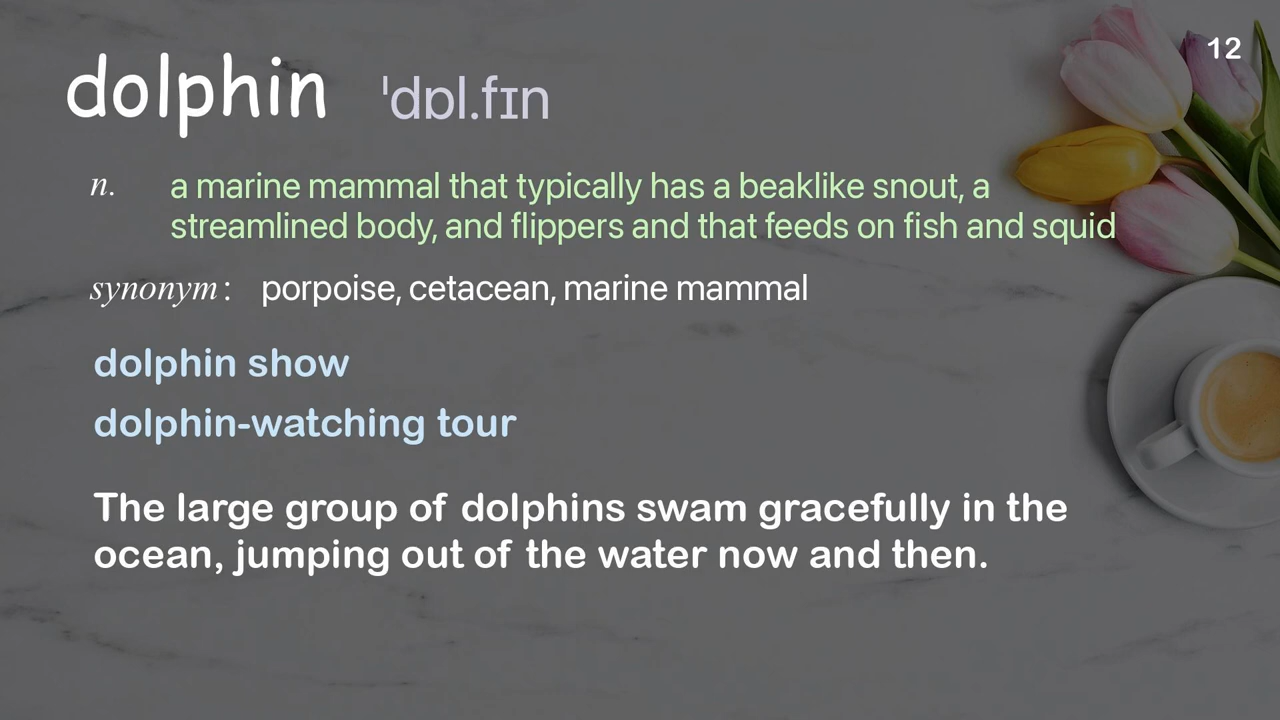 12
dolphin ˈdɒl.fɪn
n. a marine mammal that typically has a beaklike snout, a
streamlined body, and flippers and that feeds on fish and squid
synonym : porpoise, cetacean, marine mammal
dolphin show
dolphin-watching tour
The large group of dolphins swam gracefully in the
ocean, jumping out of the water now and then.